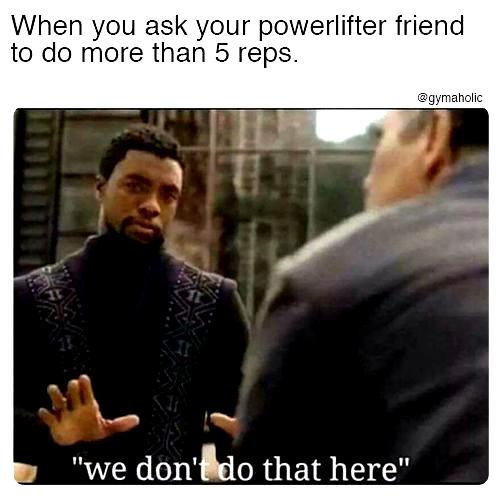 When you ask your powerlifter friend
to do more than 5 reps.
@gymaholic
"we don't do that here"